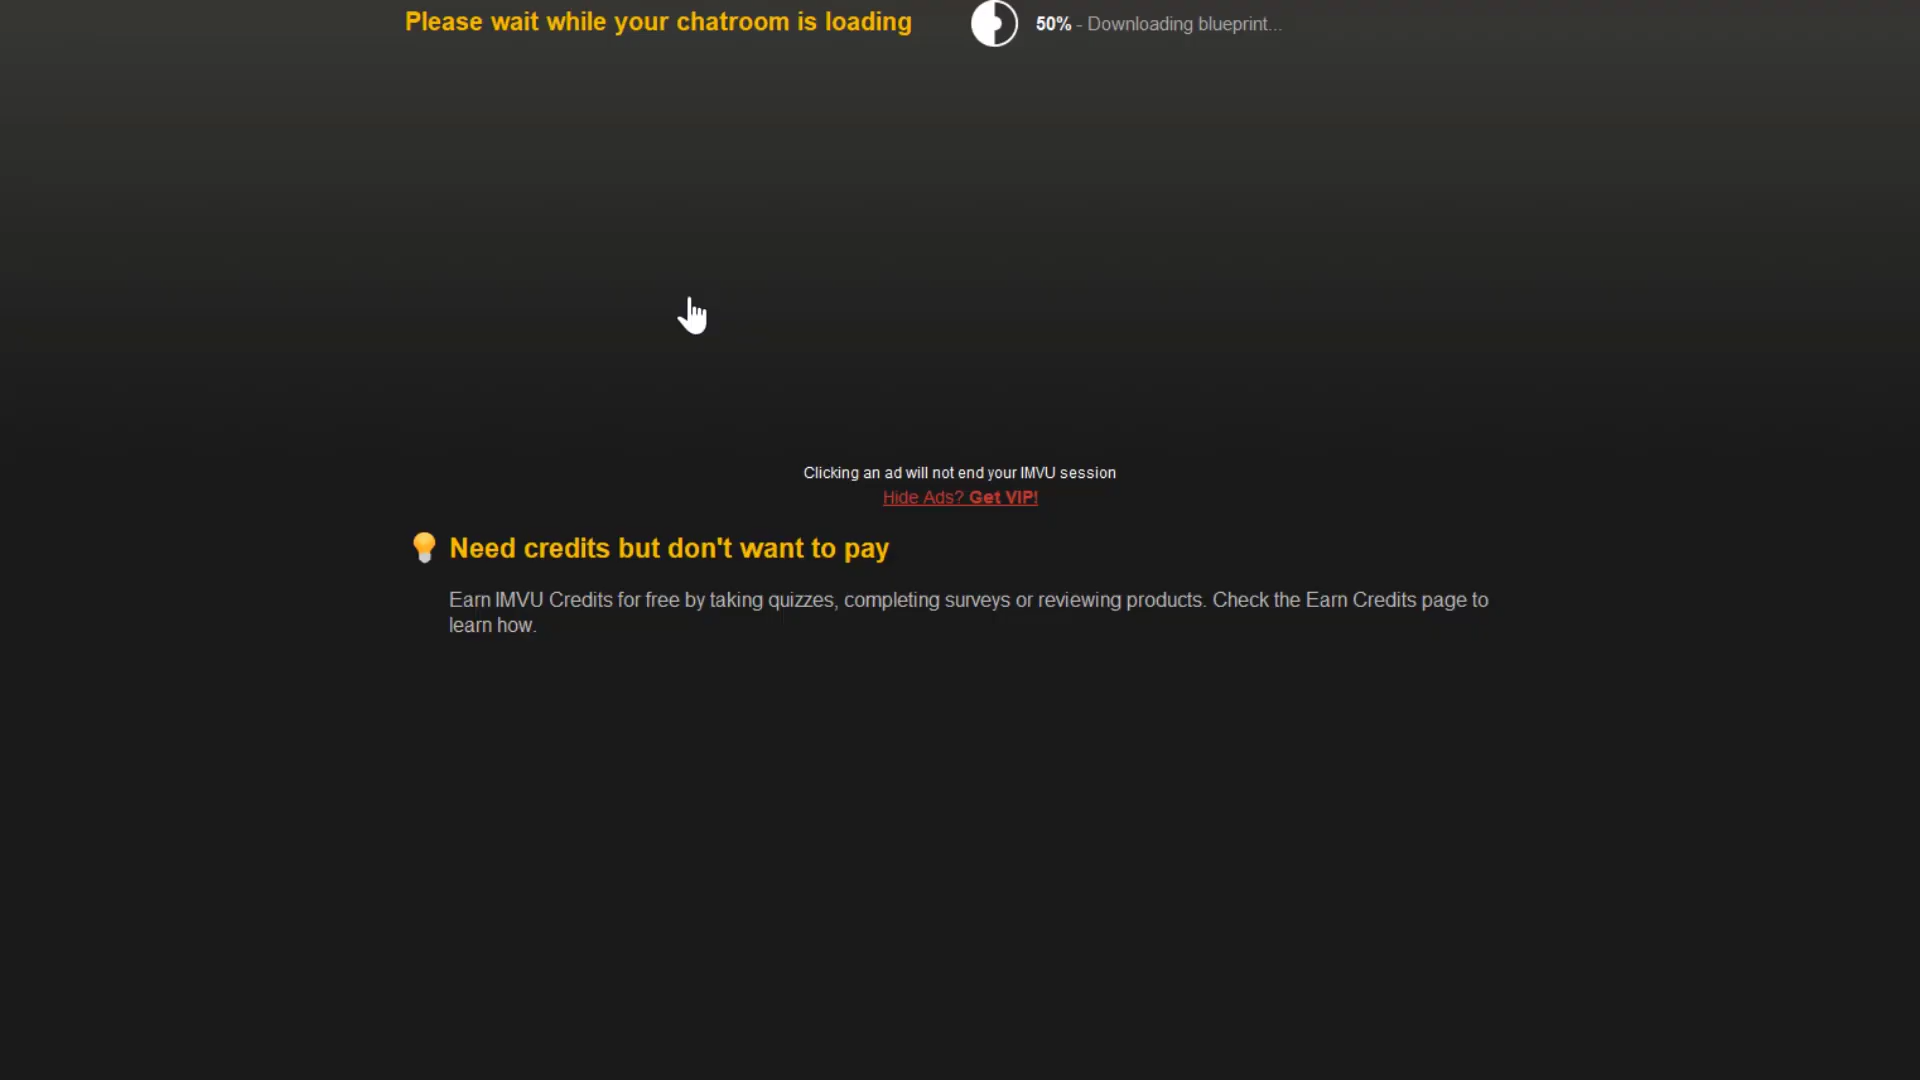 Please wait while your chatroom is loading
50% - Downloading blueprint...
Clicking an ad will not end your IMVU session
Hide Ads? Get VIP!
Need credits but don't want to pay
Earn IMVU Credits for free by taking quizzes, completing surveys or reviewing products. Check the Earn Credits page to
learn how.